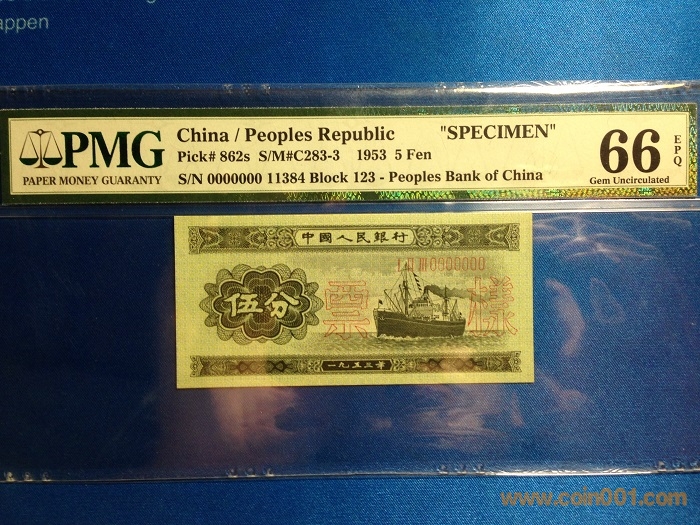 appen
PMG
PAPER MONEY GUARANTY
China / Peoples Republic "SPECIMEN"
Pick# 862s S/M#C283-3 1953 5 Fen
S/N 0000000 11384 Block 123 - Peoples Bank of China
66
EPQ
Gem Uncirculated
中國人民銀行
I II III 0000000
伍分
票樣
一九五三年
www.coin001.com